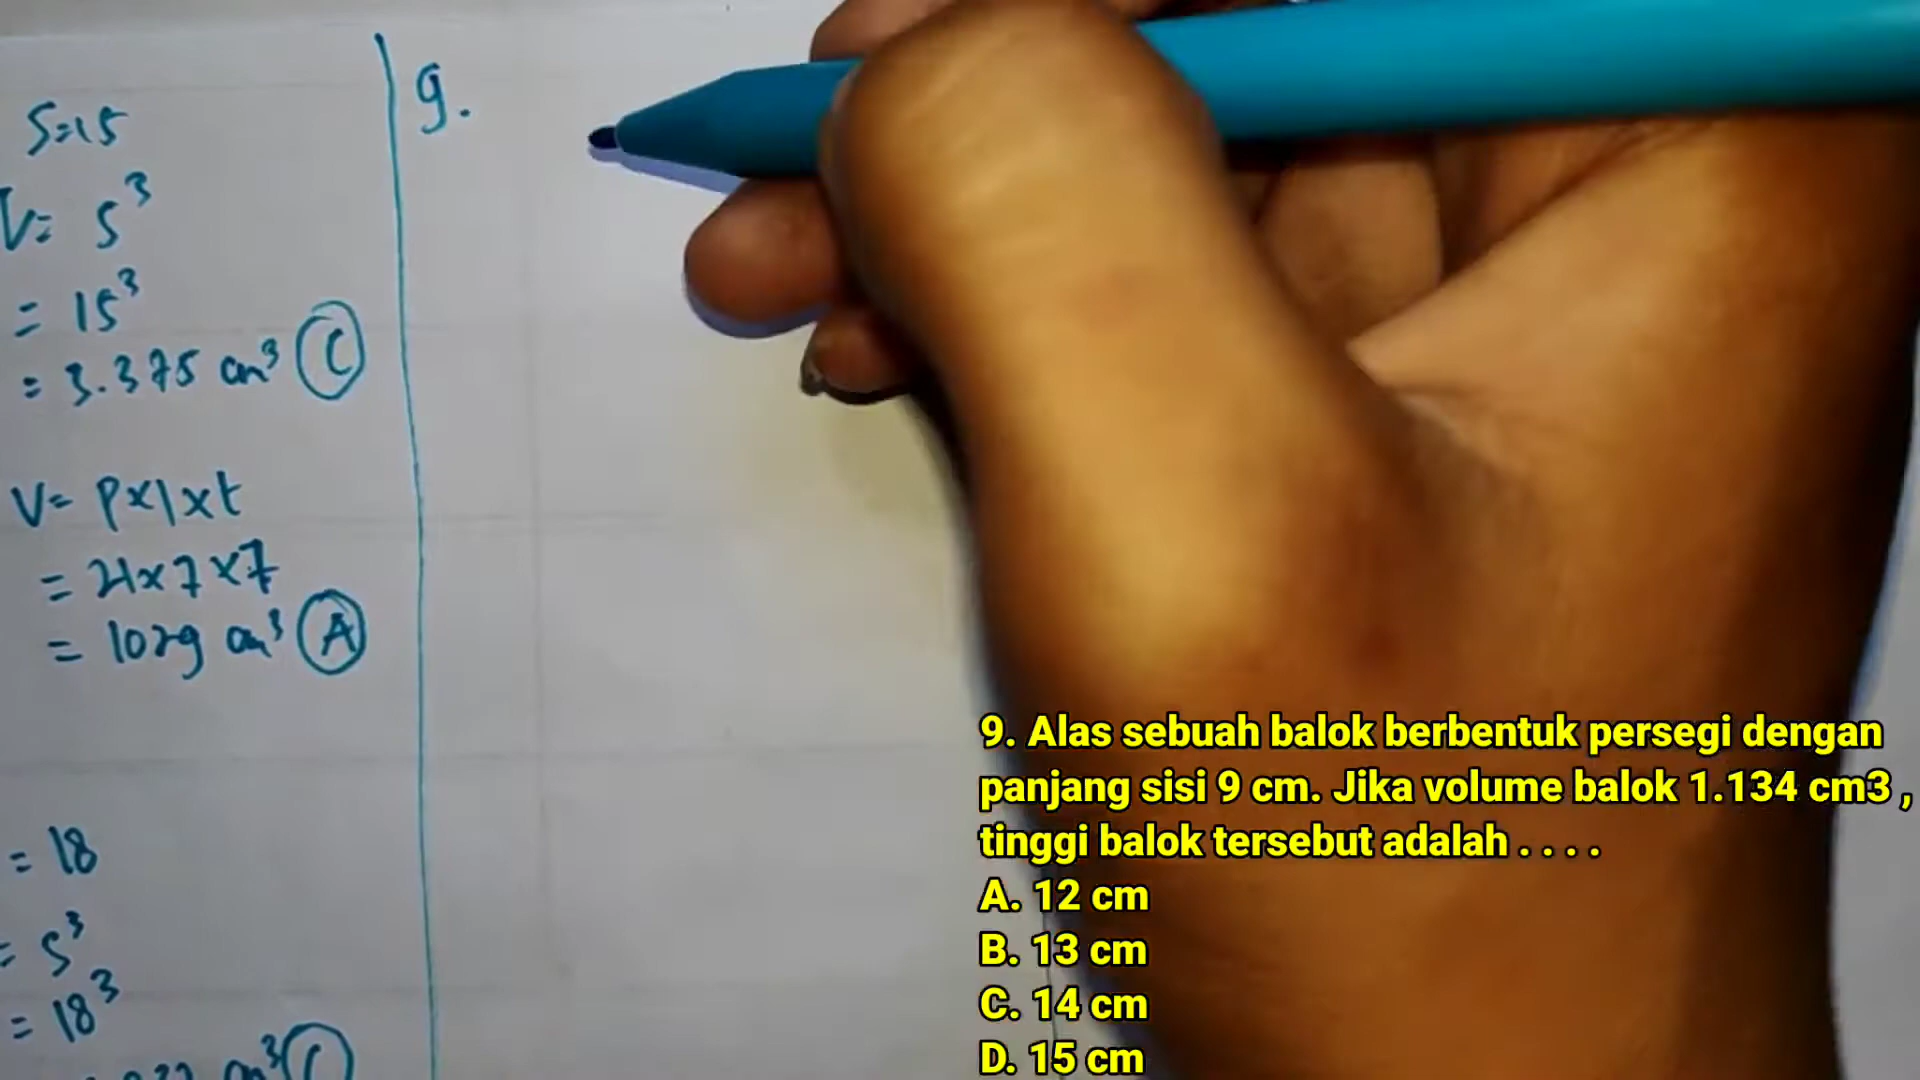 S=15
V= S³
= 15³
= 3.375 cm³ C
V= P×l×t
= 21×7×7
= 1029 cm³ A
= 18
= S³
= 18³
cm³ C
9.
9. Alas sebuah balok berbentuk persegi dengan
panjang sisi 9 cm. Jika volume balok 1.134 cm3 ,
tinggi balok tersebut adalah . . . .
A. 12 cm
B. 13 cm
C. 14 cm
D. 15 cm